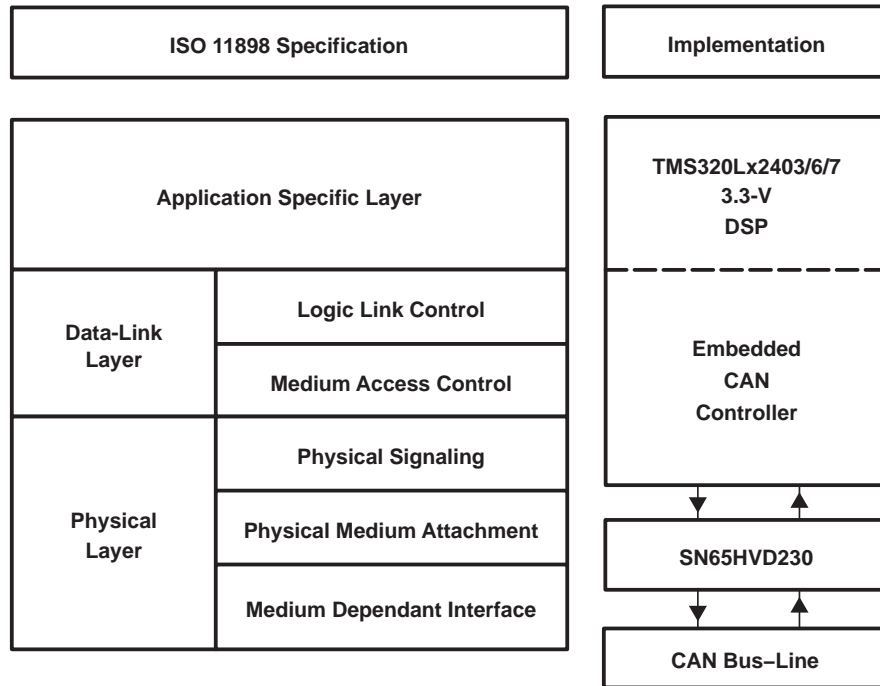 ISO 11898 Specification
Implementation
Application Specific Layer
TMS320Lx2403/6/7
3.3-V
DSP
Data-Link
Layer
Logic Link Control
Medium Access Control
Embedded
CAN
Controller
Physical
Layer
Physical Signaling
Physical Medium Attachment
Medium Dependant Interface
SN65HVD230
CAN Bus–Line